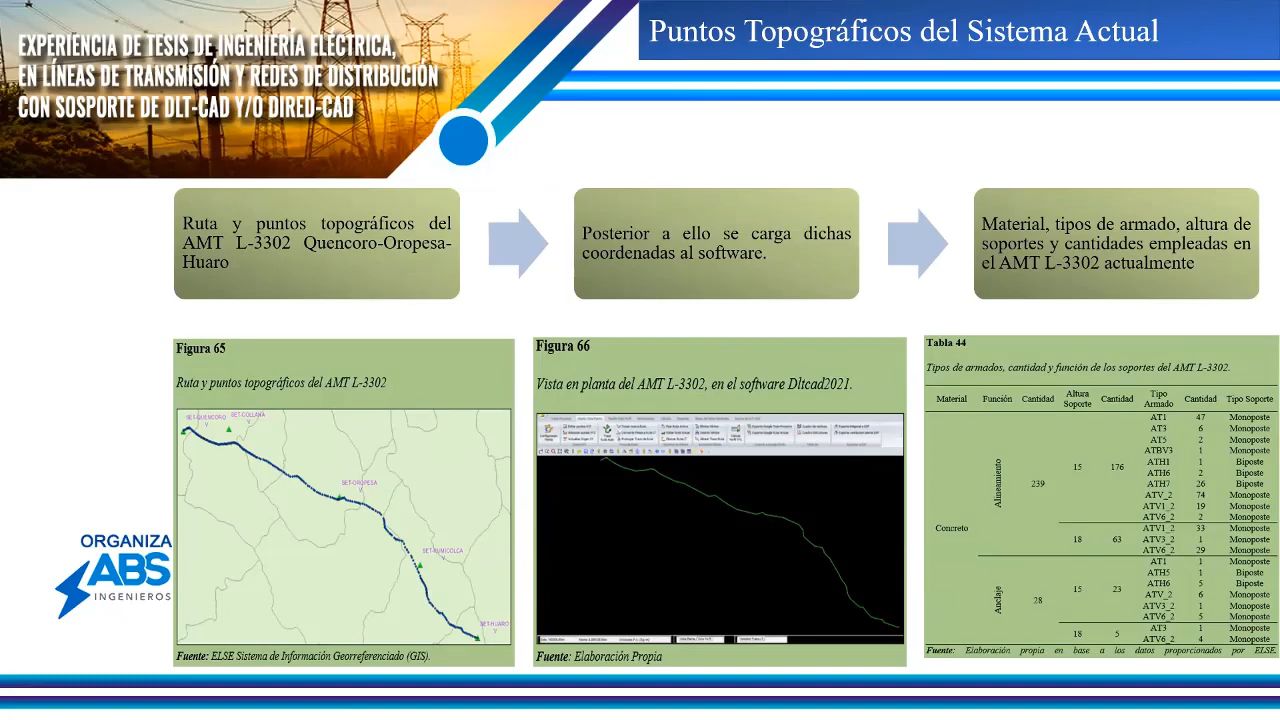 EXPERIENCIA DE TESIS DE INGENIERÍA ELÉCTRICA,
EN LÍNEAS DE TRANSMISIÓN Y REDES DE DISTRIBUCIÓN
CON SOSPORTE DE DLT-CAD Y/O DIRED-CAD
Puntos Topográficos del Sistema Actual
Ruta y puntos topográficos del
AMT L-3302 Quencoro-Oropesa-
Huaro
Posterior a ello se carga dichas
coordenadas al software.
Material, tipos de armado, altura de
soportes y cantidades empleadas en
el AMT L-3302 actualmente
Figura 65
Ruta y puntos topográficos del AMT L-3302
SET-QUENCORO
V
SET-COLLANA
V
SET-OROPESA
V
SET-RUMICOLCA
V
SET-HUARO
V
Fuente: ELSE Sistema de Información Georreferenciado (GIS).
Figura 66
Vista en planta del AMT L-3302, en el software Dltcad2021.
Fuente: Elaboración Propia
Tabla 44
Tipos de armados, cantidad y función de los soportes del AMT L-3302.
Material Función Cantidad Altura Soporte Cantidad Tipo Armado Cantidad Tipo Soporte
Concreto
Alineamiento 239
15 176
AT1 47 Monoposte
AT3 6 Monoposte
AT5 2 Monoposte
ATBV3 1 Monoposte
ATH1 1 Biposte
ATH6 2 Biposte
ATH7 26 Biposte
ATV_2 74 Monoposte
ATV1_2 19 Monoposte
ATV6_2 2 Monoposte
18 63
ATV1_2 33 Monoposte
ATV3_2 1 Monoposte
ATV6_2 29 Monoposte
Anclaje 28
15 23
AT1 1 Monoposte
ATH5 1 Biposte
ATH6 5 Biposte
ATV_2 6 Monoposte
ATV3_2 1 Monoposte
ATV6_2 5 Monoposte
18 5
AT3 1 Monoposte
ATV6_2 4 Monoposte
Fuente: Elaboración propia en base a los datos proporcionados por ELSE.
ORGANIZA
ABS
INGENIEROS